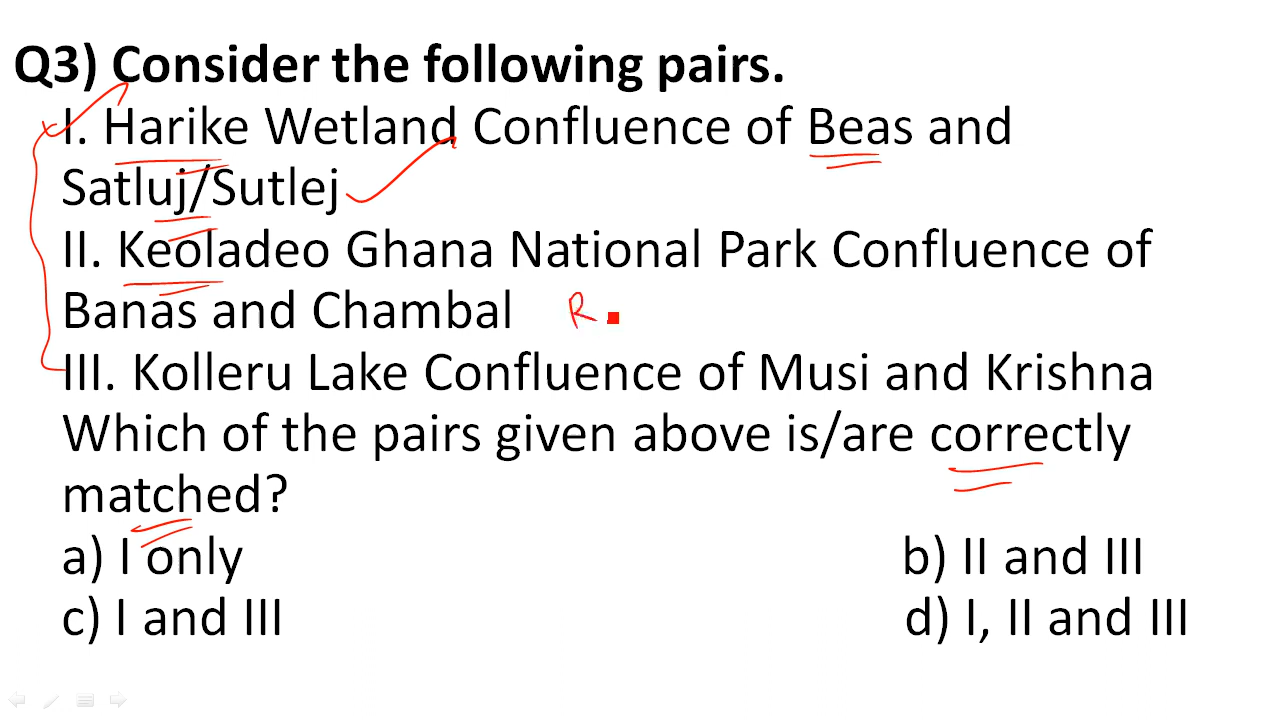 Q3) Consider the following pairs.
I. Harike Wetland Confluence of Beas and
Satluj/Sutlej
II. Keoladeo Ghana National Park Confluence of
Banas and Chambal R
III. Kolleru Lake Confluence of Musi and Krishna
Which of the pairs given above is/are correctly
matched?
a) I only b) II and III
c) I and III d) I, II and III